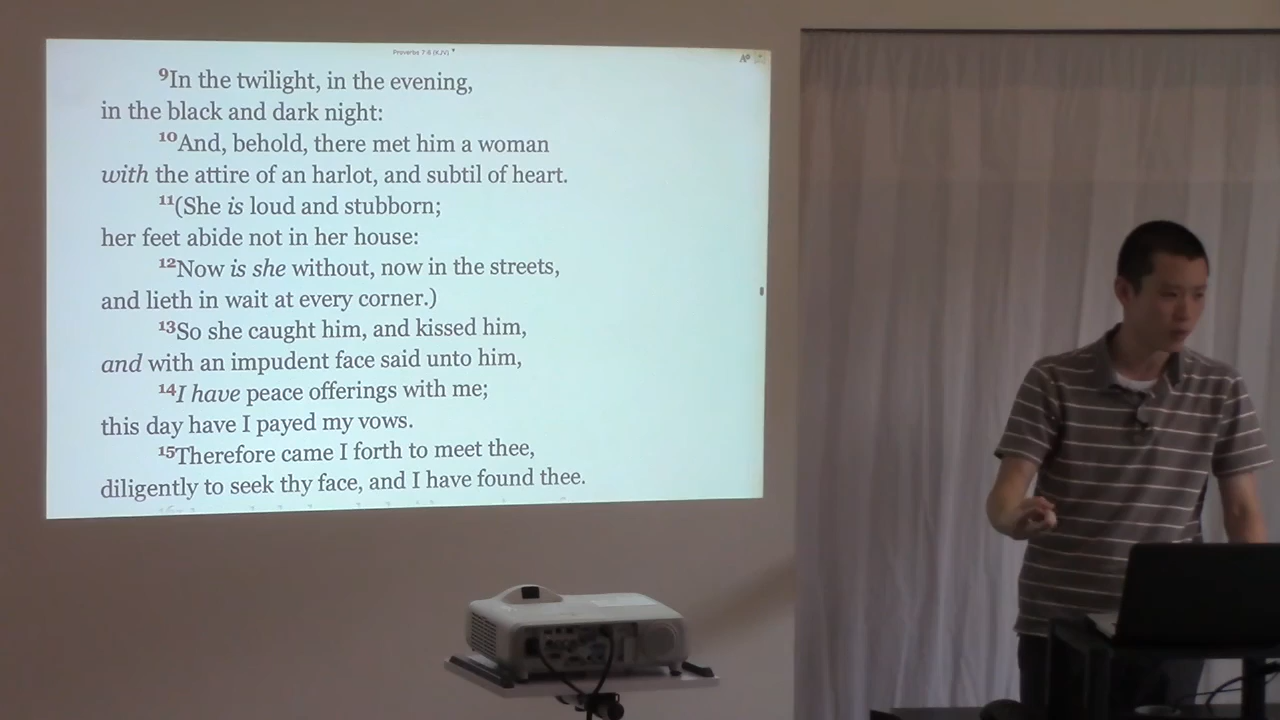 Proverbs 7-8 (KJV)
9In the twilight, in the evening,
in the black and dark night:
10And, behold, there met him a woman
with the attire of an harlot, and subtil of heart.
11(She is loud and stubborn;
her feet abide not in her house:
12Now is she without, now in the streets,
and lieth in wait at every corner.)
13So she caught him, and kissed him,
and with an impudent face said unto him,
14I have peace offerings with me;
this day have I payed my vows.
15Therefore came I forth to meet thee,
diligently to seek thy face, and I have found thee.